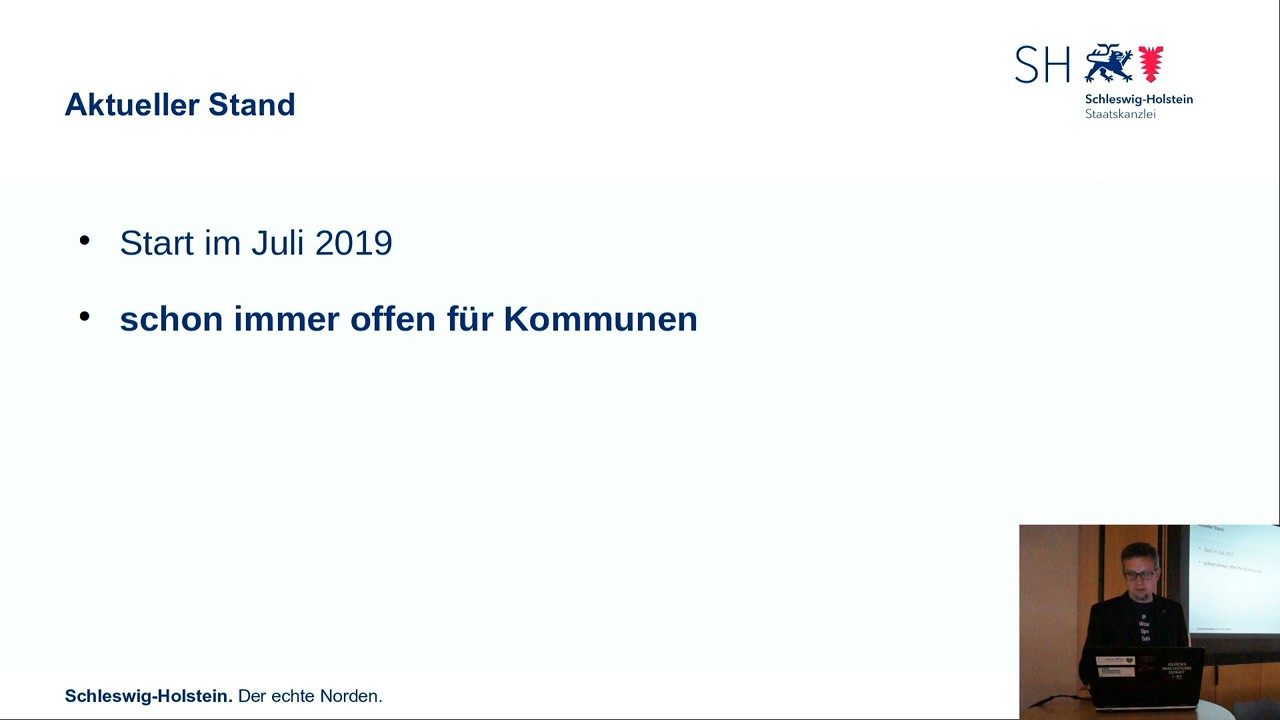 SH
Schleswig-Holstein
Staatskanzlei
Aktueller Stand
• Start im Juli 2019
• schon immer offen für Kommunen
Schleswig-Holstein. Der echte Norden.